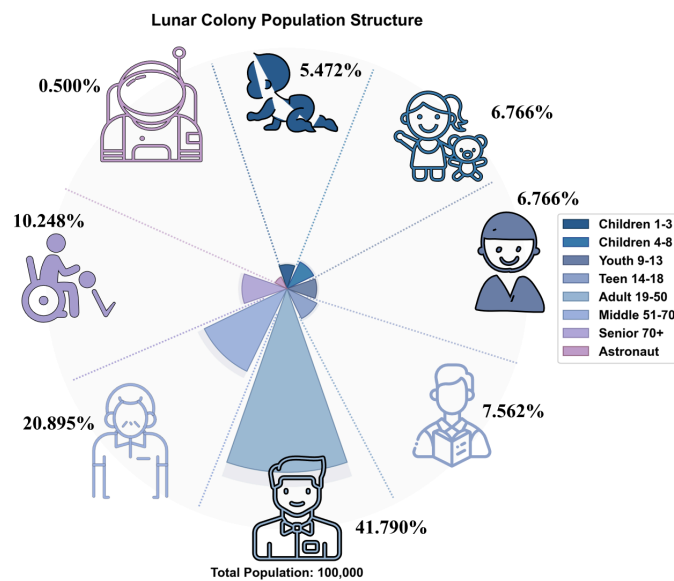 Lunar Colony Population Structure
0.500%
5.472%
6.766%
6.766%
10.248%
Children 1-3
Children 4-8
Youth 9-13
Teen 14-18
Adult 19-50
Middle 51-70
Senior 70+
Astronaut
7.562%
20.895%
41.790%
Total Population: 100,000